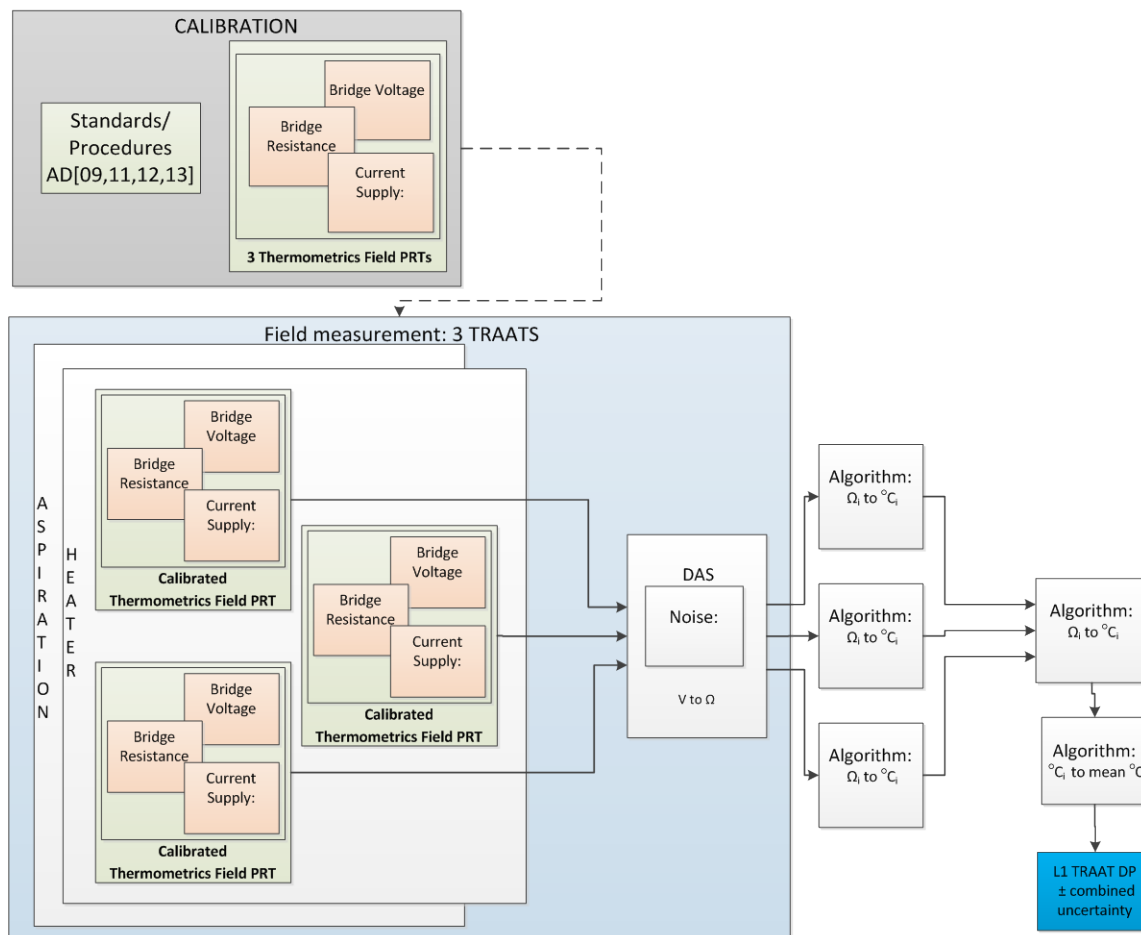 CALIBRATION
Standards/
Procedures
AD[09,11,12,13]
Bridge Voltage
Bridge
Resistance
Current
Supply:
3 Thermometrics Field PRTs
Field measurement: 3 TRAATS
ASPIRATION
HEATER
Bridge
Voltage
Bridge
Resistance
Current
Supply:
Calibrated
Thermometrics Field PRT
Bridge
Voltage
Bridge
Resistance
Current
Supply:
Calibrated
Thermometrics Field PRT
Bridge
Voltage
Bridge
Resistance
Current
Supply:
Calibrated
Thermometrics Field PRT
DAS
Noise:
V to Ω
Algorithm:
Ωᵢ to °Cᵢ
Algorithm:
Ωᵢ to °Cᵢ
Algorithm:
Ωᵢ to °Cᵢ
Algorithm:
Ωᵢ to °Cᵢ
Algorithm:
°Cᵢ to mean °C
L1 TRAAT DP
± combined
uncertainty